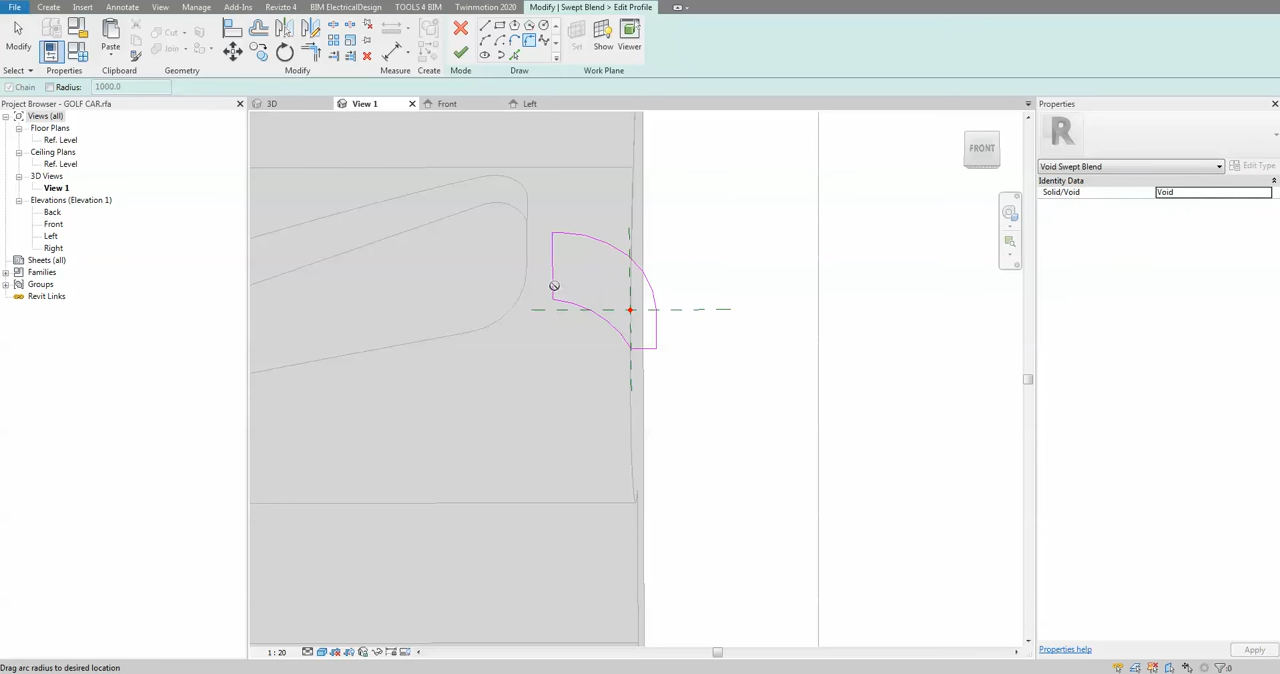 File Create Insert Annotate View Manage Add-Ins Revizto 4 BIM ElectricalDesign TOOLS 4 BIM Twinmotion 2020 Modify | Swept Blend > Edit Profile
Modify Paste Cut Join Set Show Viewer
Select Properties Clipboard Geometry Modify Measure Create Mode Draw Work Plane
Chain Radius: 1000.0
Project Browser - GOLF CAR.rfa
Views (all)
Floor Plans
Ref. Level
Ceiling Plans
Ref. Level
3D Views
View 1
Elevations (Elevation 1)
Back
Front
Left
Right
Sheets (all)
Families
Groups
Revit Links
3D View 1 Front Left
FRONT
Properties
R
Void Swept Blend Edit Type
Identity Data
Solid/Void Void
1 : 20
Properties help Apply
Drag arc radius to desired location :0